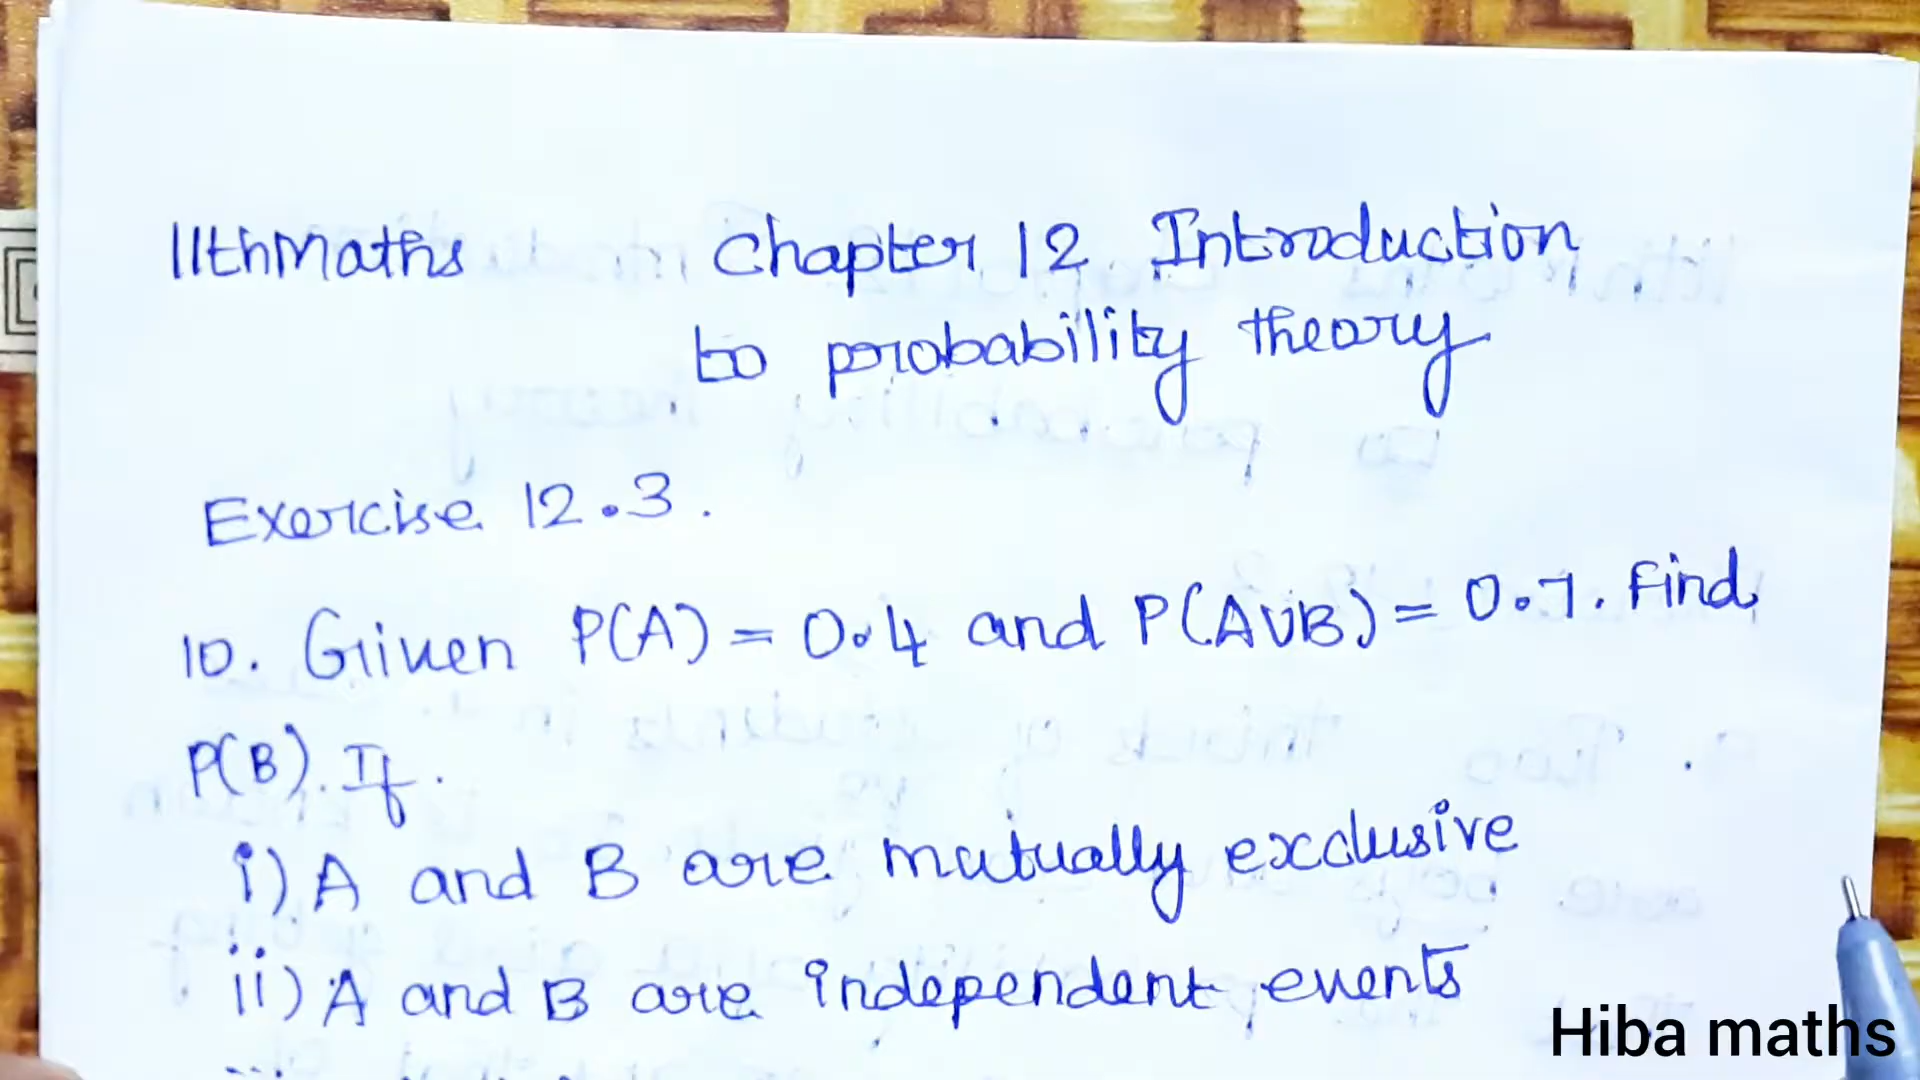 11thMaths Chapter 12 Introduction
to probability theory
Exercise 12.3.
10. Given P(A) = 0.4 and P(AUB) = 0.7. Find
P(B). If.
i) A and B are mutually exclusive
ii) A and B are independent events
Hiba maths